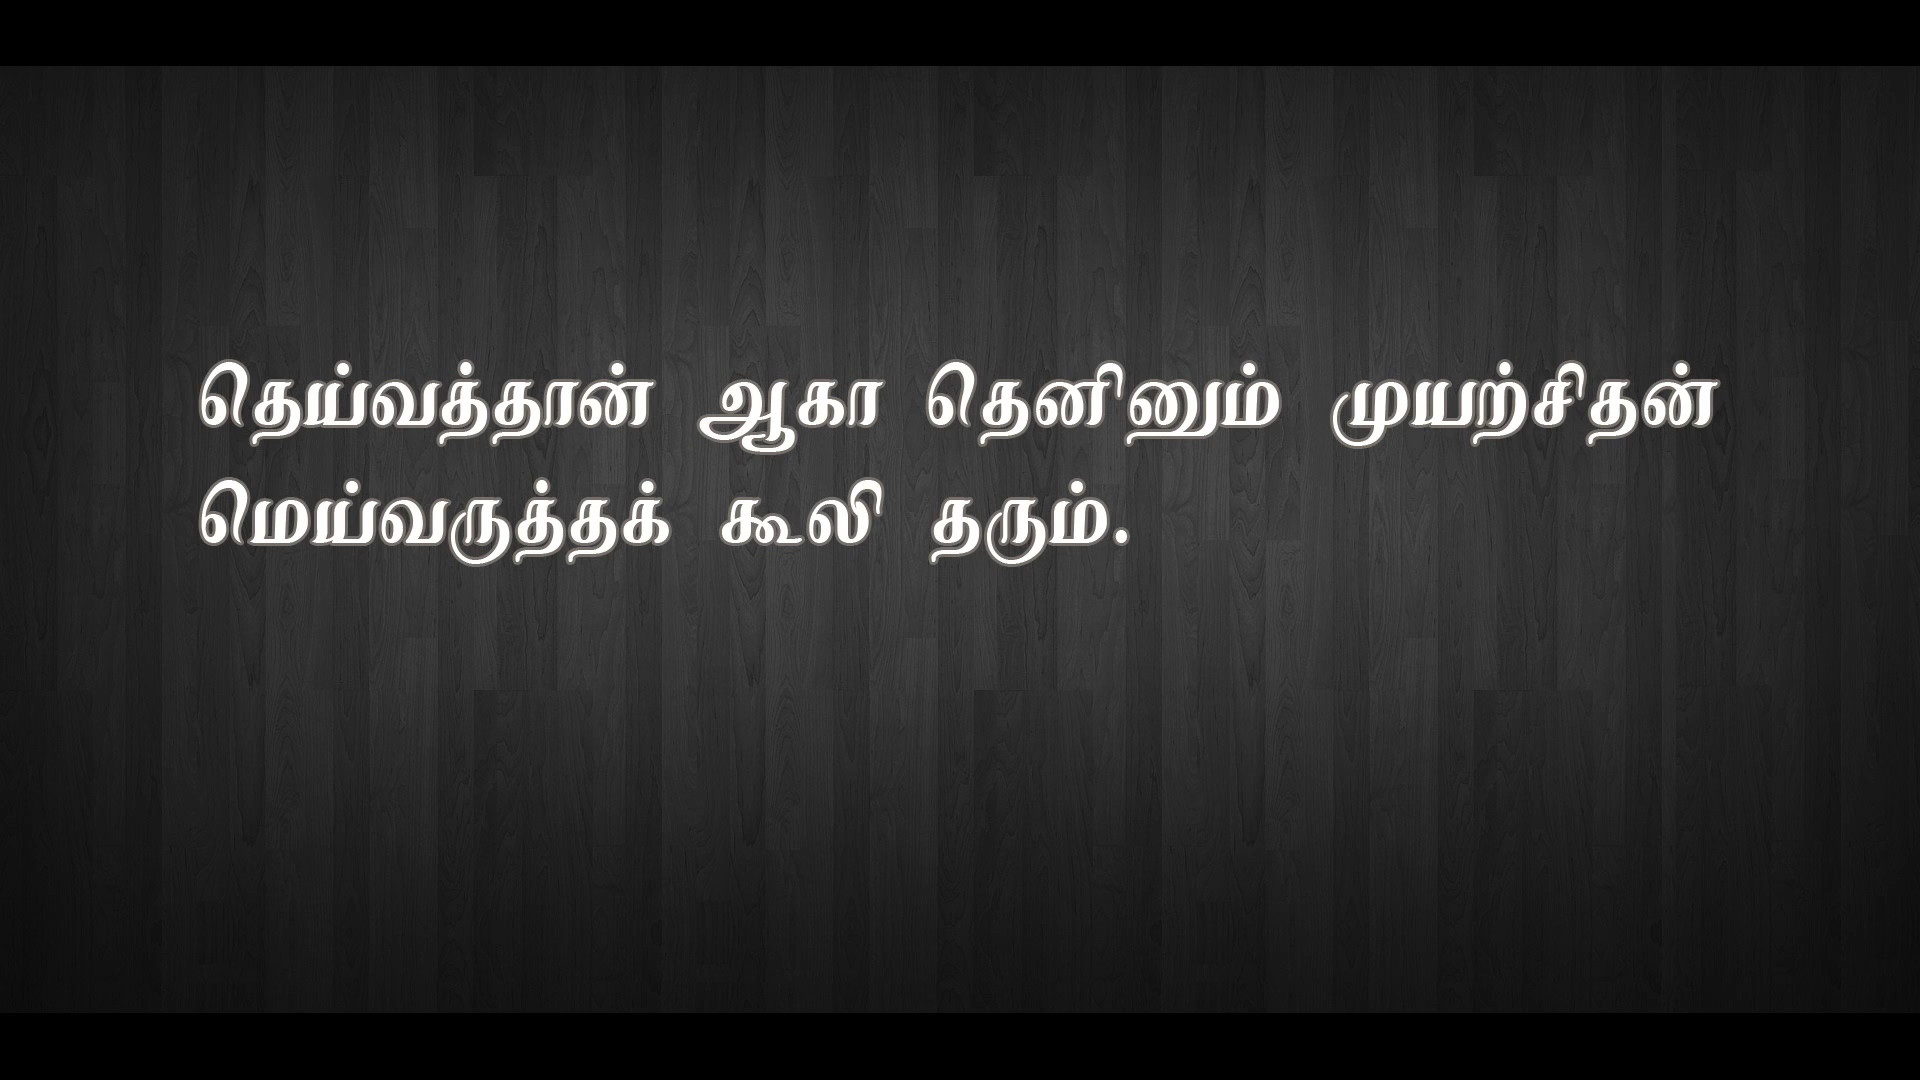 தெய்வத்தான் ஆகா தெனினும் முயற்சிதன்
மெய்வருத்தக் கூலி தரும்.